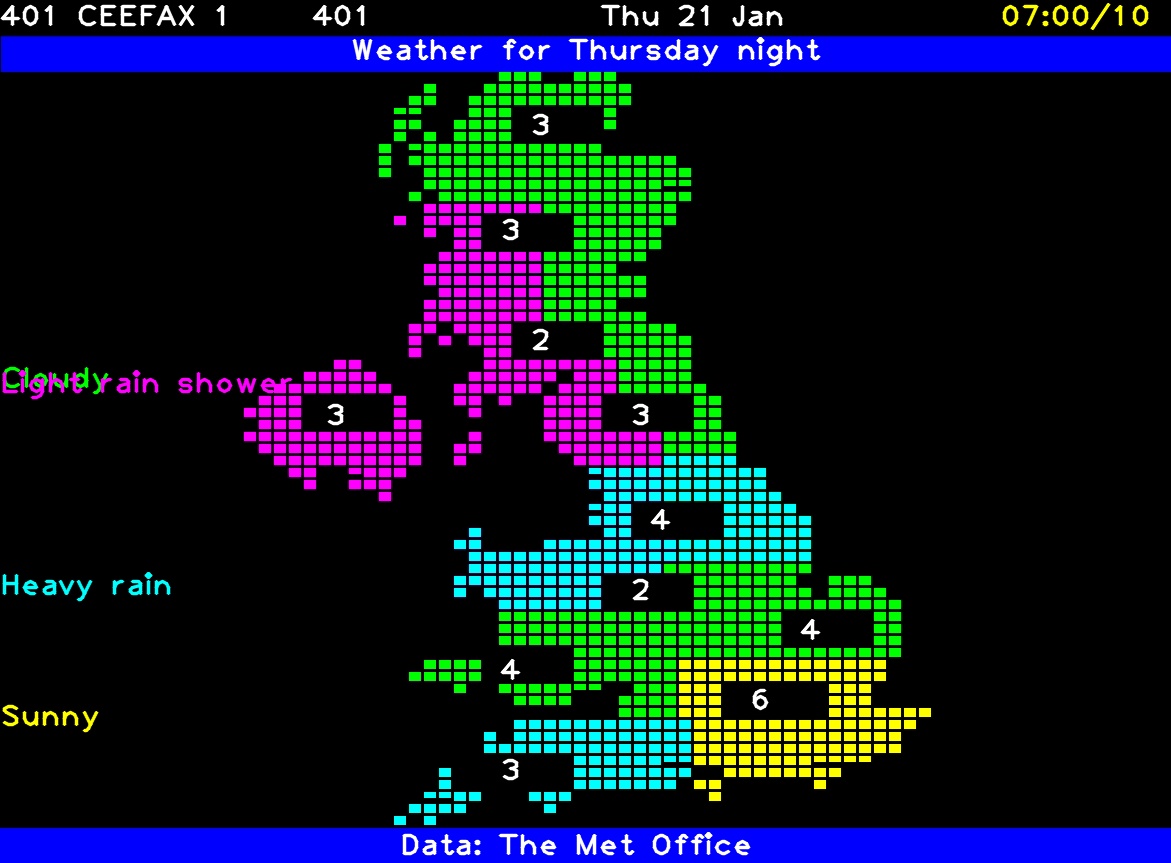 401 CEEFAX 1 401 Thu 21 Jan 07:00/10
Weather for Thursday night
3
3
2
Cloudy
Light rain shower
3 3
4
Heavy rain
2
4
4
6
Sunny
3
Data: The Met Office